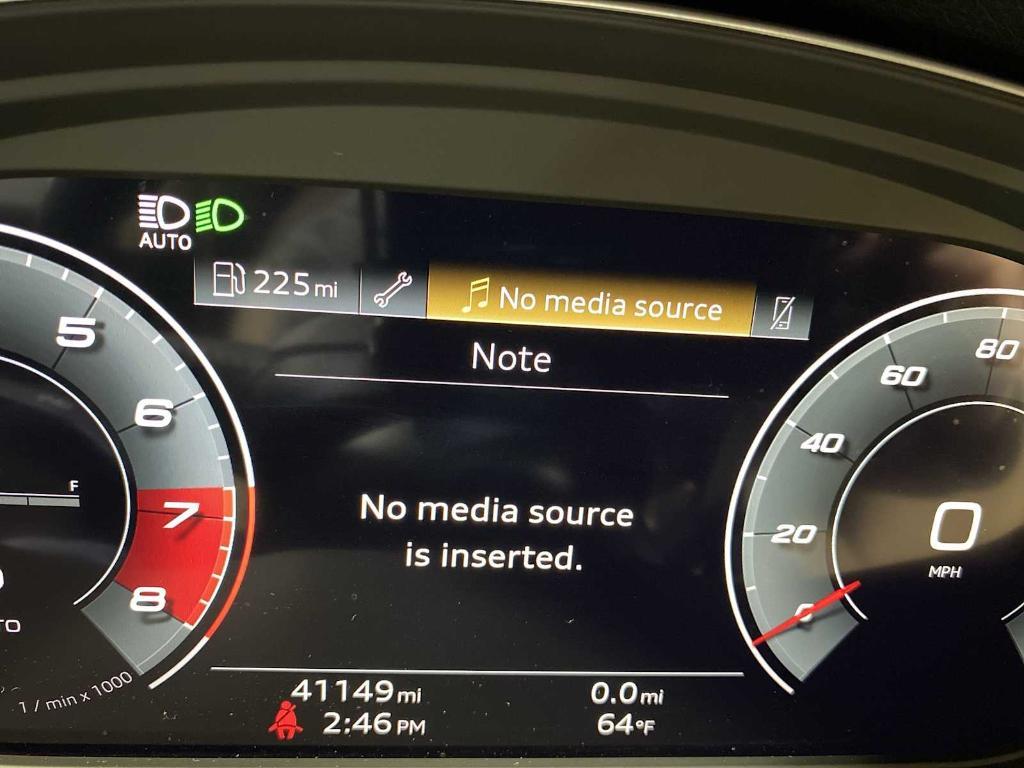 AUTO
225 mi
No media source
Note
No media source
is inserted.
5
6
7
8
F
1 / min x 1000
80
60
40
20
0
0
MPH
41149 mi
0.0 mi
2:46 PM
64°F